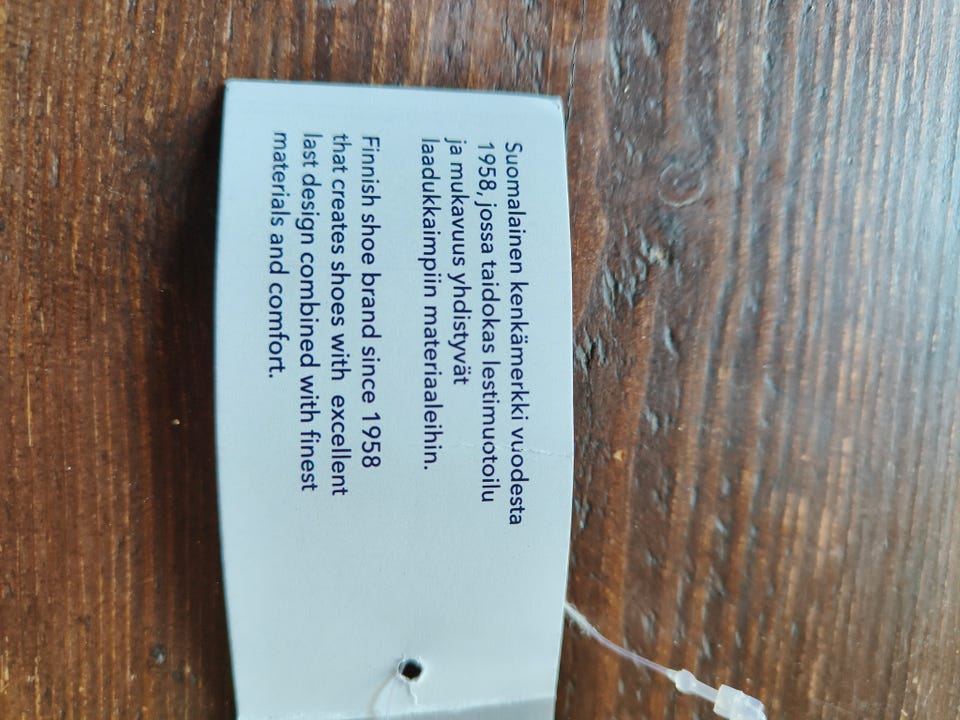 Suomalainen kenkämerkki vuodesta
1958, jossa taidokas lestimuotoilu
ja mukavuus yhdistyvät
laadukkaimpiin materiaaleihin.
Finnish shoe brand since 1958
that creates shoes with excellent
last design combined with finest
materials and comfort.